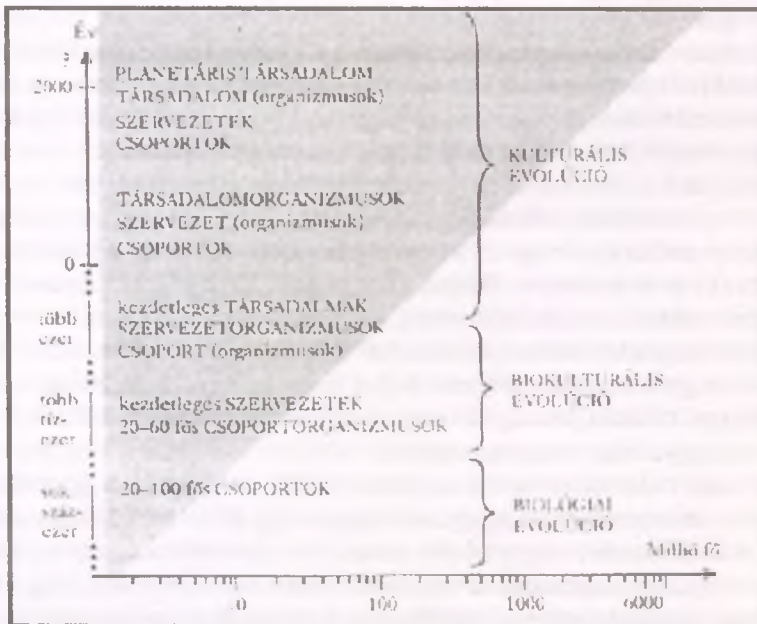 Év
?
2000
PLANETÁRIS TÁRSADALOM
TÁRSADALOM (organizmusok)
SZERVEZETEK
CSOPORTOK
KULTURÁLIS
EVOLÚCIÓ
TÁRSADALOMORGANIZMUSOK
SZERVEZET (organizmusok)
CSOPORTOK
0
több
ezer
kezdetleges TÁRSADALMAK
SZERVEZETORGANIZMUSOK
CSOPORT (organizmusok)
BIOKULTURÁLIS
EVOLÚCIÓ
több
tíz-
ezer
kezdetleges SZERVEZETEK
20–60 fős CSOPORTORGANIZMUSOK
sok
száz-
ezer
20–100 fős CSOPORTOK
BIOLÓGIAI
EVOLÚCIÓ
Millió fő
100
1000
6000